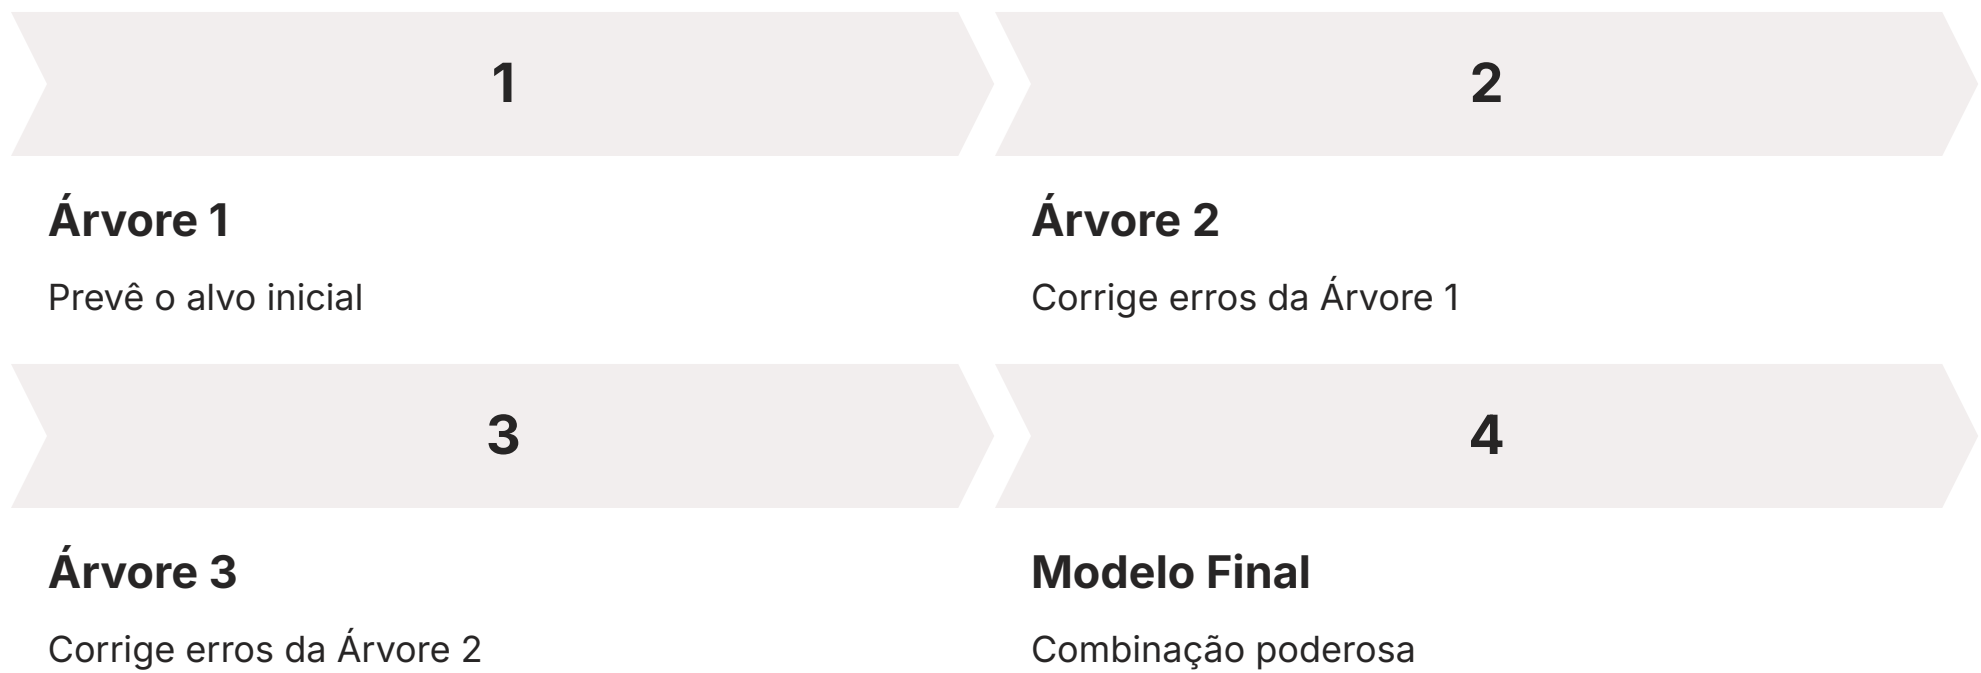 1
2
Árvore 1
Prevê o alvo inicial
Árvore 2
Corrige erros da Árvore 1
3
4
Árvore 3
Corrige erros da Árvore 2
Modelo Final
Combinação poderosa